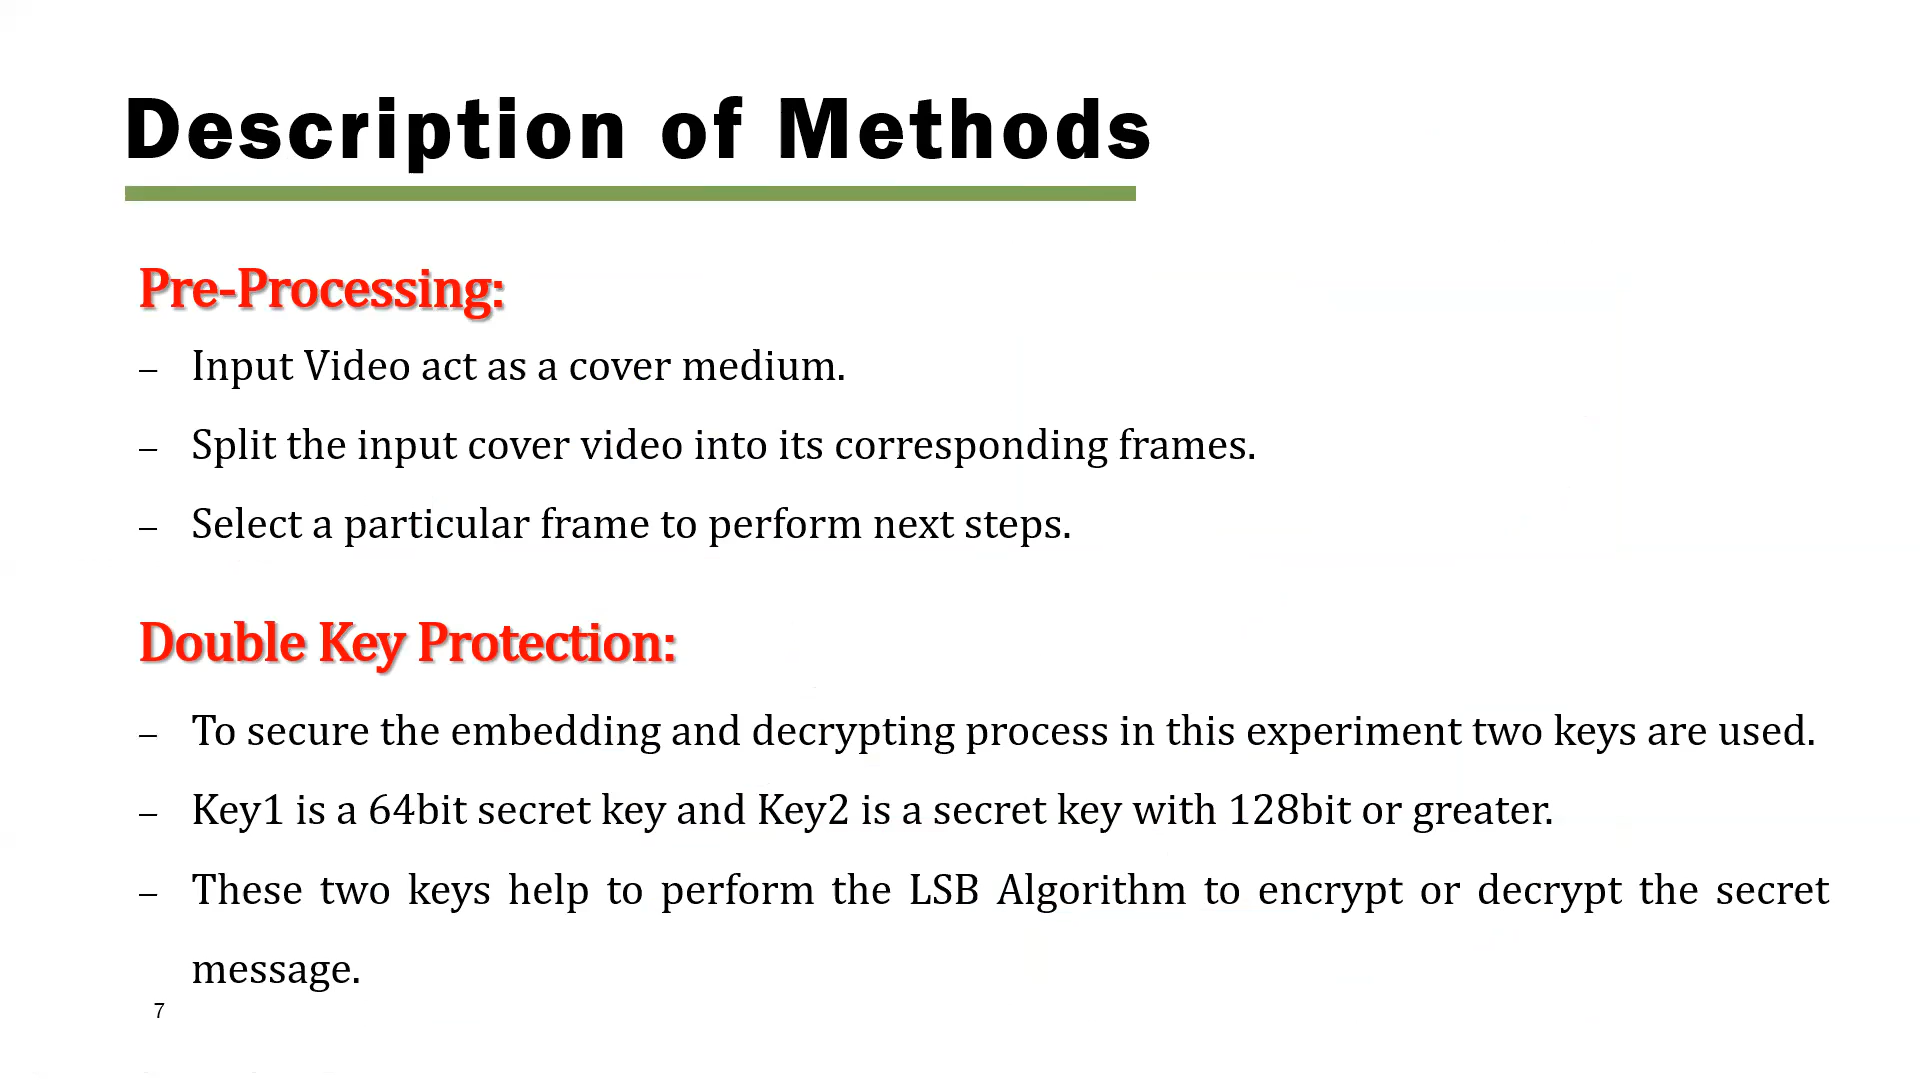 Description of Methods
Pre-Processing:
– Input Video act as a cover medium.
– Split the input cover video into its corresponding frames.
– Select a particular frame to perform next steps.
Double Key Protection:
– To secure the embedding and decrypting process in this experiment two keys are used.
– Key1 is a 64bit secret key and Key2 is a secret key with 128bit or greater.
– These two keys help to perform the LSB Algorithm to encrypt or decrypt the secret
message.
7